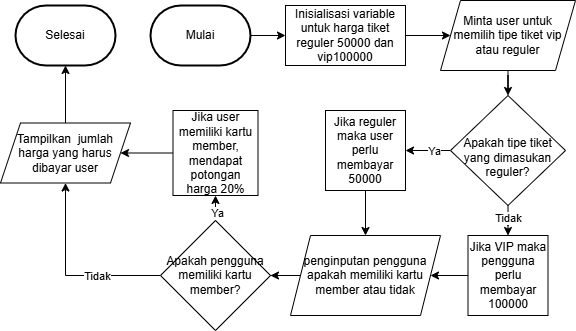 Selesai
Mulai
Inisialisasi variable
untuk harga tiket
reguler 50000 dan
vip100000
Minta user untuk
memilih tipe tiket vip
atau reguler
Jika user
memiliki kartu
member,
mendapat
potongan
harga 20%
Jika reguler
maka user
perlu
membayar
50000
Ya
Apakah tipe tiket
yang dimasukan
reguler?
Tampilkan jumlah
harga yang harus
dibayar user
Ya
Tidak
Apakah pengguna
memiliki kartu
member?
Tidak
penginputan pengguna
apakah memiliki kartu
member atau tidak
Jika VIP maka
pengguna
perlu
membayar
100000